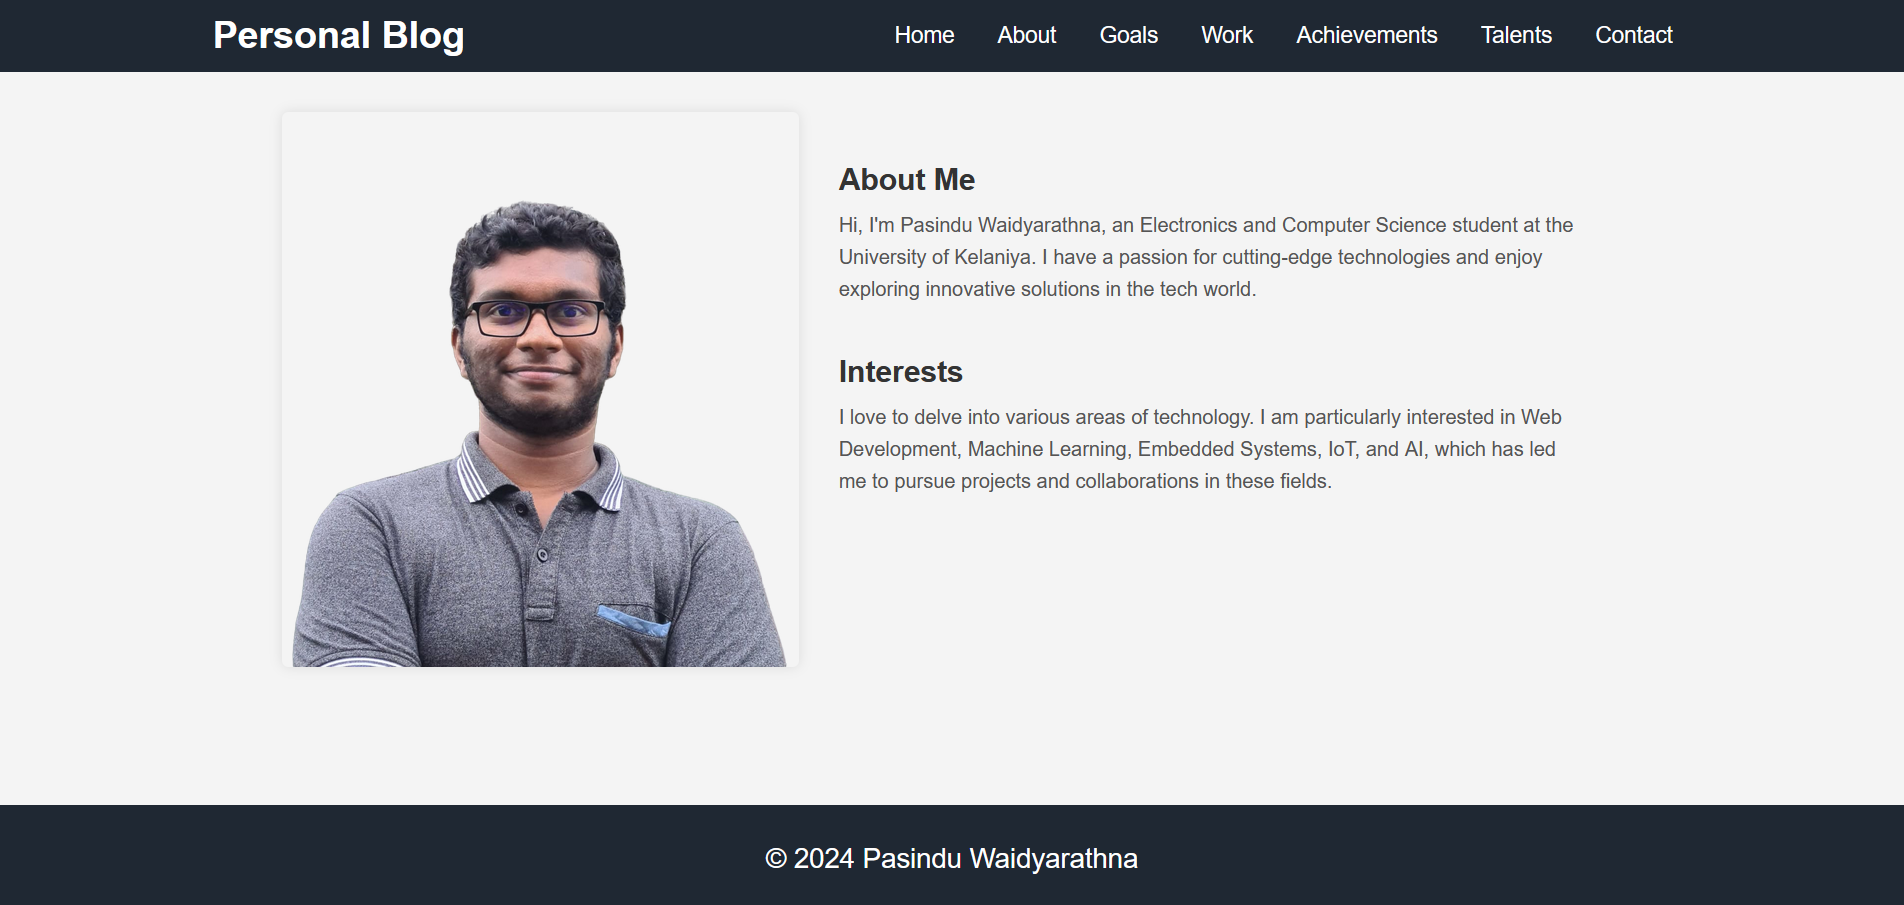 Personal Blog
Home About Goals Work Achievements Talents Contact
About Me
Hi, I'm Pasindu Waidyarathna, an Electronics and Computer Science student at the
University of Kelaniya. I have a passion for cutting-edge technologies and enjoy
exploring innovative solutions in the tech world.
Interests
I love to delve into various areas of technology. I am particularly interested in Web
Development, Machine Learning, Embedded Systems, IoT, and AI, which has led
me to pursue projects and collaborations in these fields.
© 2024 Pasindu Waidyarathna